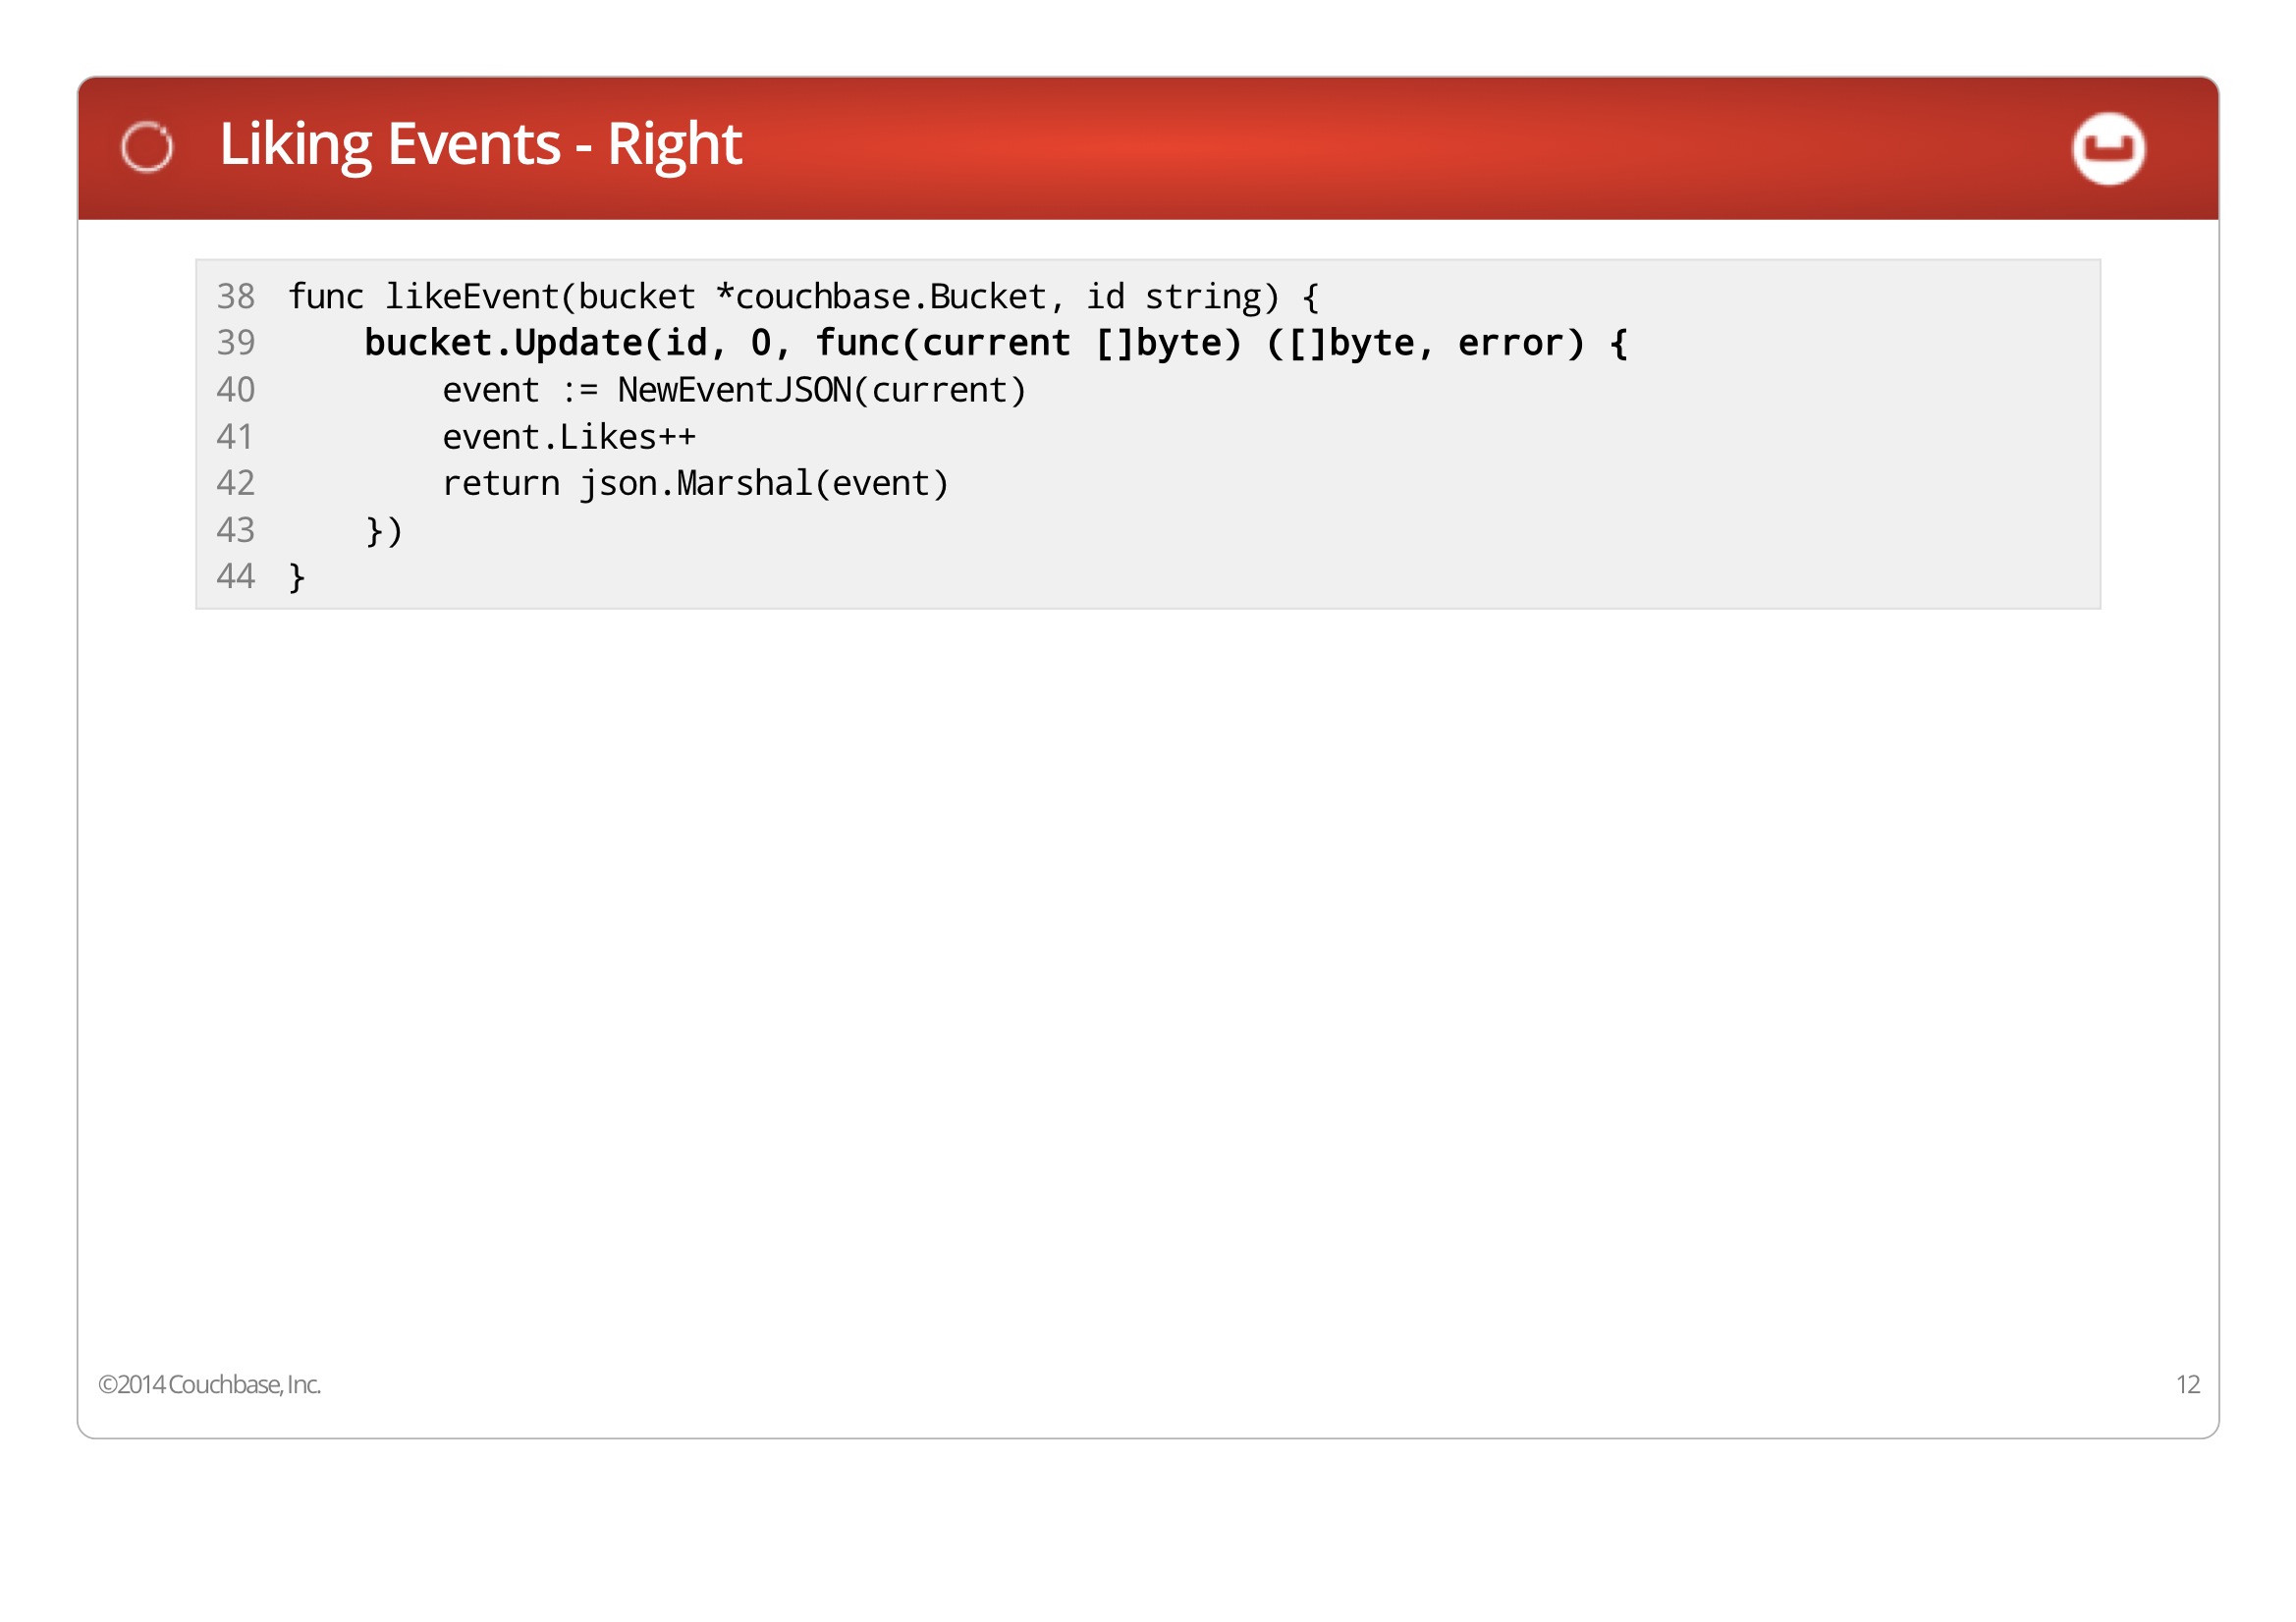 Liking Events - Right
38 func likeEvent(bucket *couchbase.Bucket, id string) {
39     bucket.Update(id, 0, func(current []byte) ([]byte, error) {
40         event := NewEventJSON(current)
41         event.Likes++
42         return json.Marshal(event)
43     })
44 }
©2014 Couchbase, Inc.
12